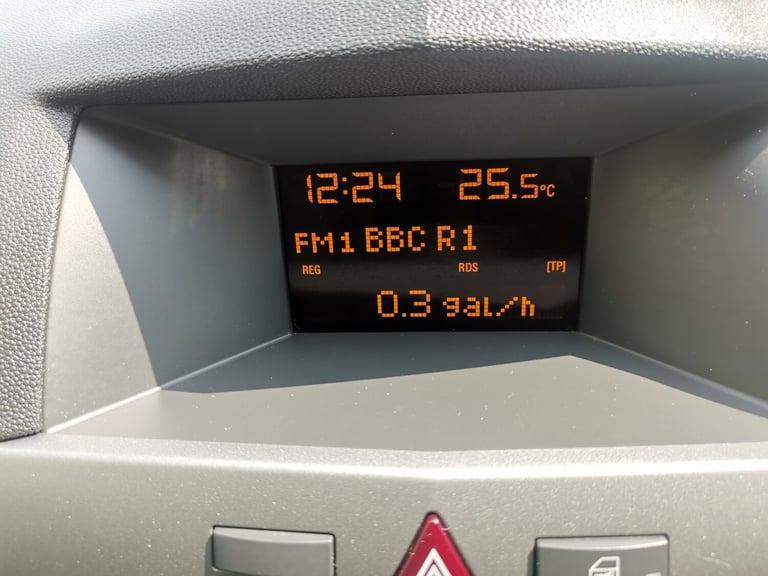 12:24 25.5°C
FM1 BBC R1
REG RDS [TP]
0.3 gal/h